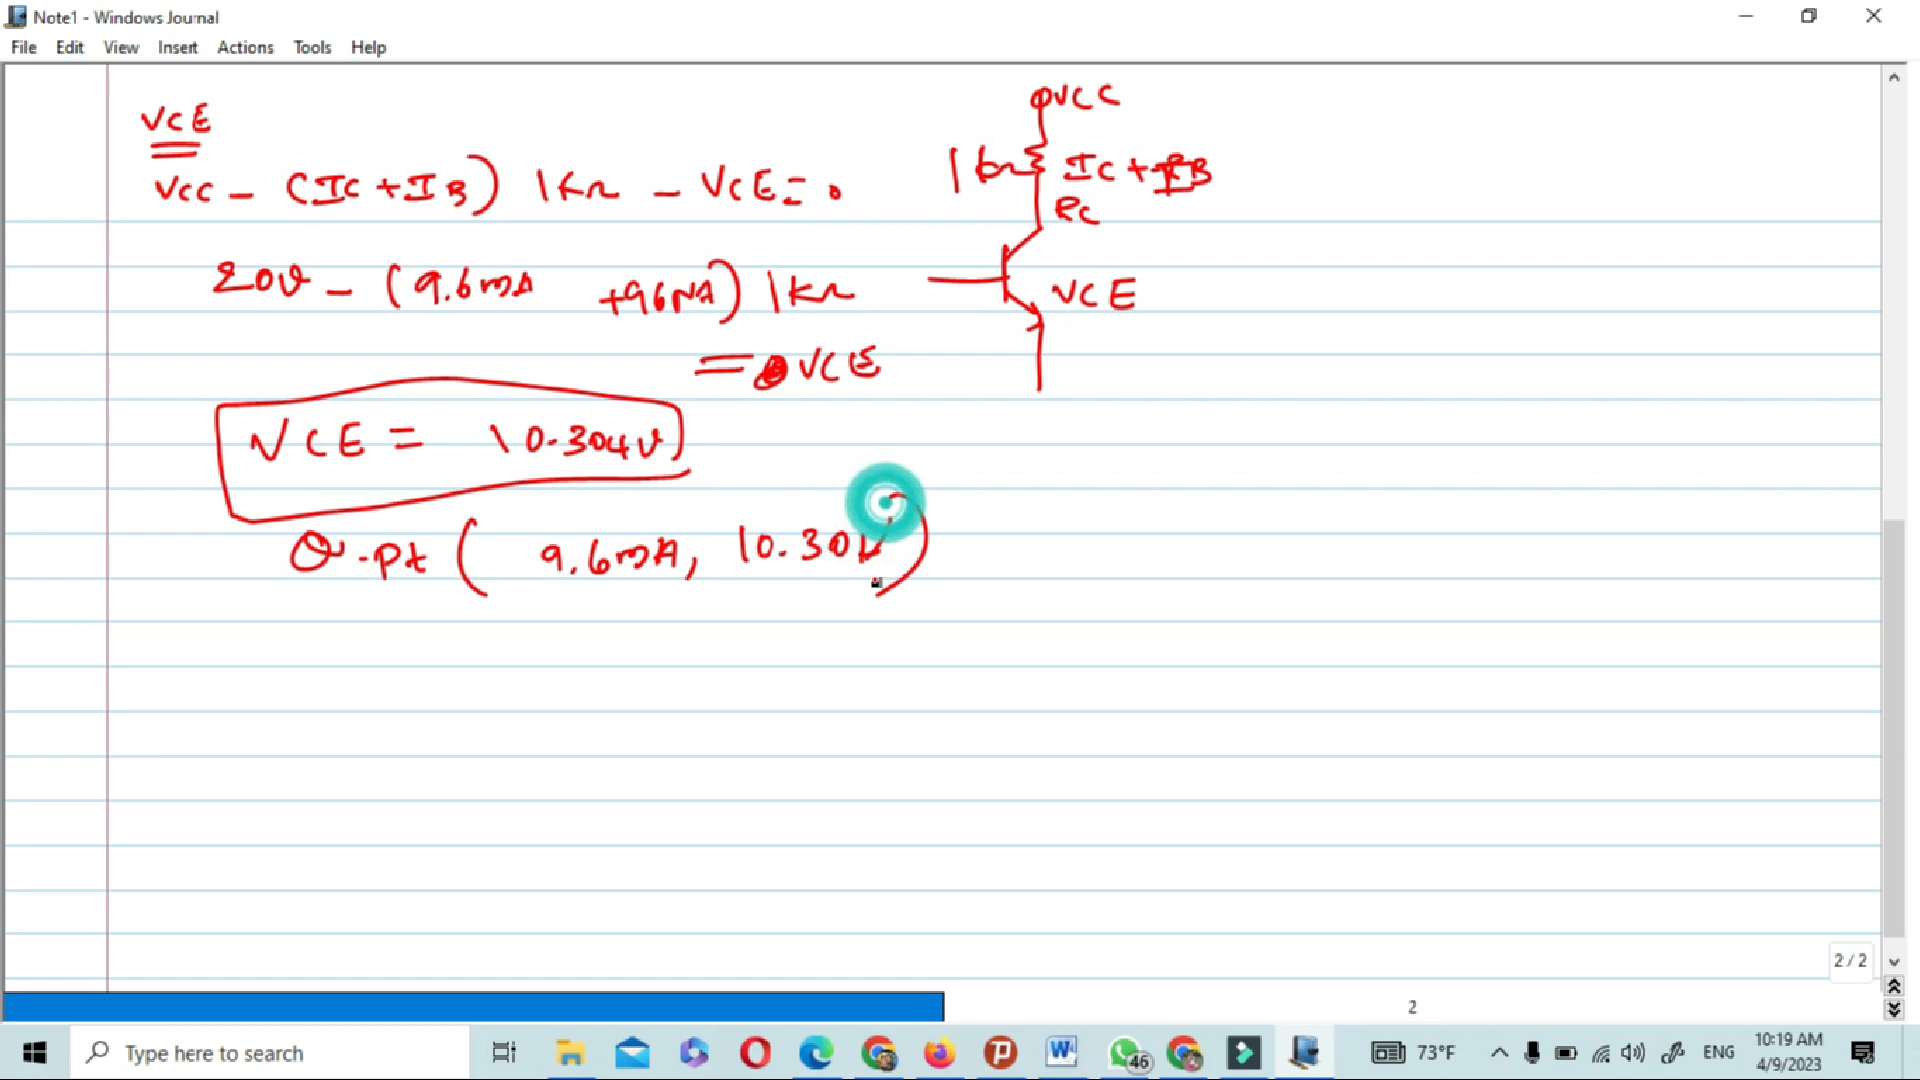 Note1 - Windows Journal
File Edit View Insert Actions Tools Help
VCE
VCC - (IC + IB) 1KΩ - VCE = 0
20V - (9.6mA +96μA) 1KΩ
= VCE
VCE = 10.304V
Q-pt ( 9.6mA, 10.30V )
VCC
1KΩ IC + IB
RC
VCE
2 / 2
2
Type here to search
46
73°F
ENG
10:19 AM
4/9/2023